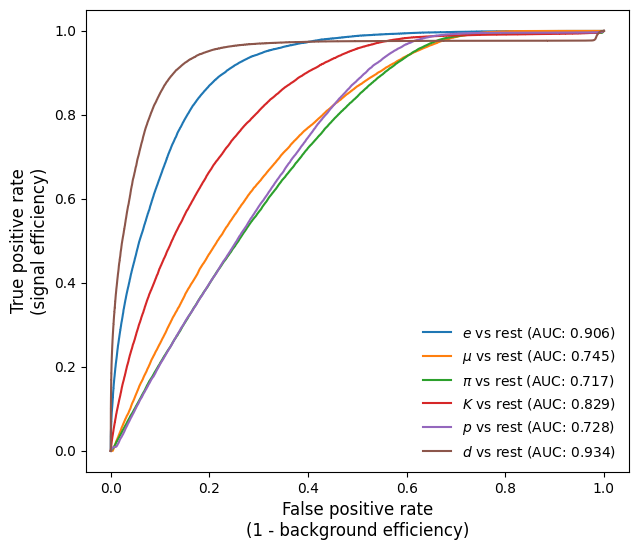 True positive rate
(signal efficiency)
1.0
0.8
0.6
0.4
0.2
0.0
e vs rest (AUC: 0.906)
μ vs rest (AUC: 0.745)
π vs rest (AUC: 0.717)
K vs rest (AUC: 0.829)
p vs rest (AUC: 0.728)
d vs rest (AUC: 0.934)
0.0 0.2 0.4 0.6 0.8 1.0
False positive rate
(1 - background efficiency)